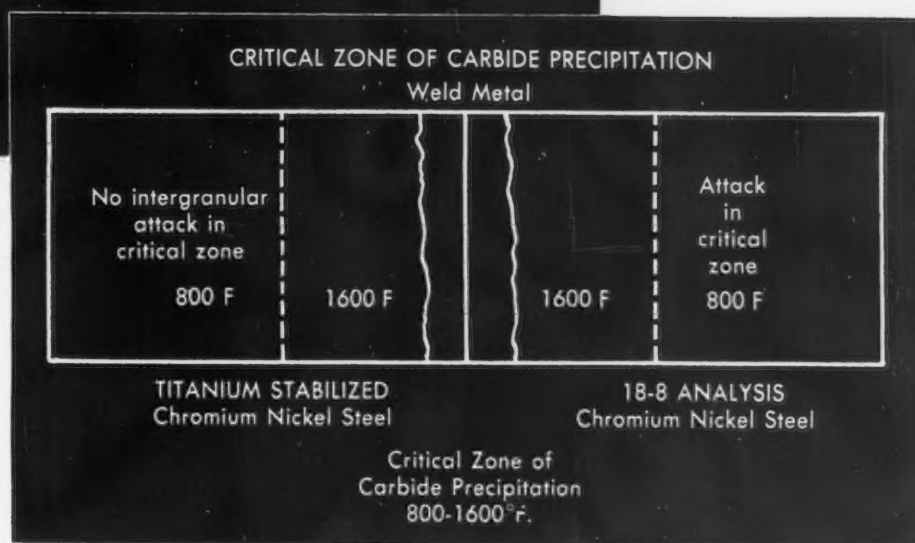 CRITICAL ZONE OF CARBIDE PRECIPITATION
Weld Metal
No intergranular
attack in
critical zone
800 F
1600 F
1600 F
Attack
in
critical
zone
800 F
TITANIUM STABILIZED
Chromium Nickel Steel
18-8 ANALYSIS
Chromium Nickel Steel
Critical Zone of
Carbide Precipitation
800-1600°F.